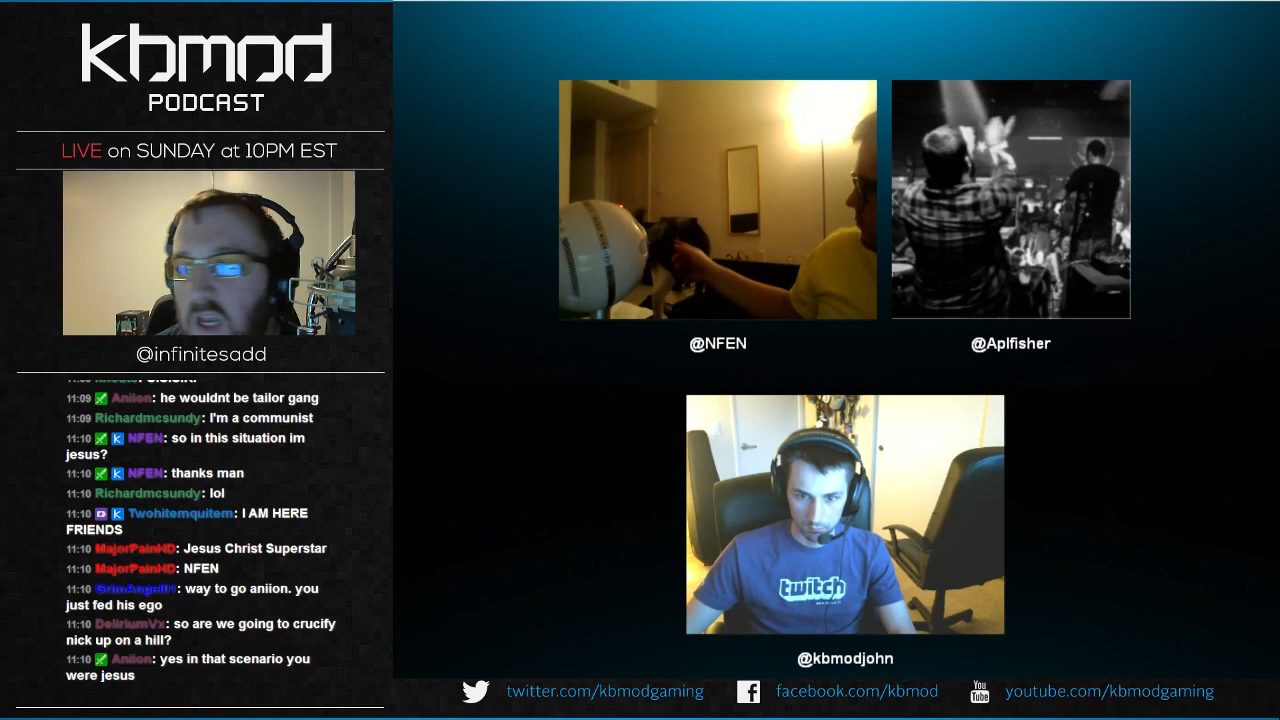 kbmod
PODCAST
LIVE on SUNDAY at 10PM EST
@infinitesadd
11:09 Aniion: he wouldnt be tailor gang
11:09 Richardmcsundy: I'm a communist
11:10 NFEN: so in this situation im
jesus?
11:10 NFEN: thanks man
11:10 Richardmcsundy: lol
11:10 Twohitemquitem: I AM HERE
FRIENDS
11:10 MajorPainHD: Jesus Christ Superstar
11:10 MajorPainHD: NFEN
11:10 GrimAngel01: way to go aniion. you
just fed his ego
11:10 DeliriumVx: so are we going to crucify
nick up on a hill?
11:10 Aniion: yes in that scenario you
were jesus
@NFEN
@Aplfisher
twitch
@kbmodjohn
twitter.com/kbmodgaming
facebook.com/kbmod
You
Tube
youtube.com/kbmodgaming